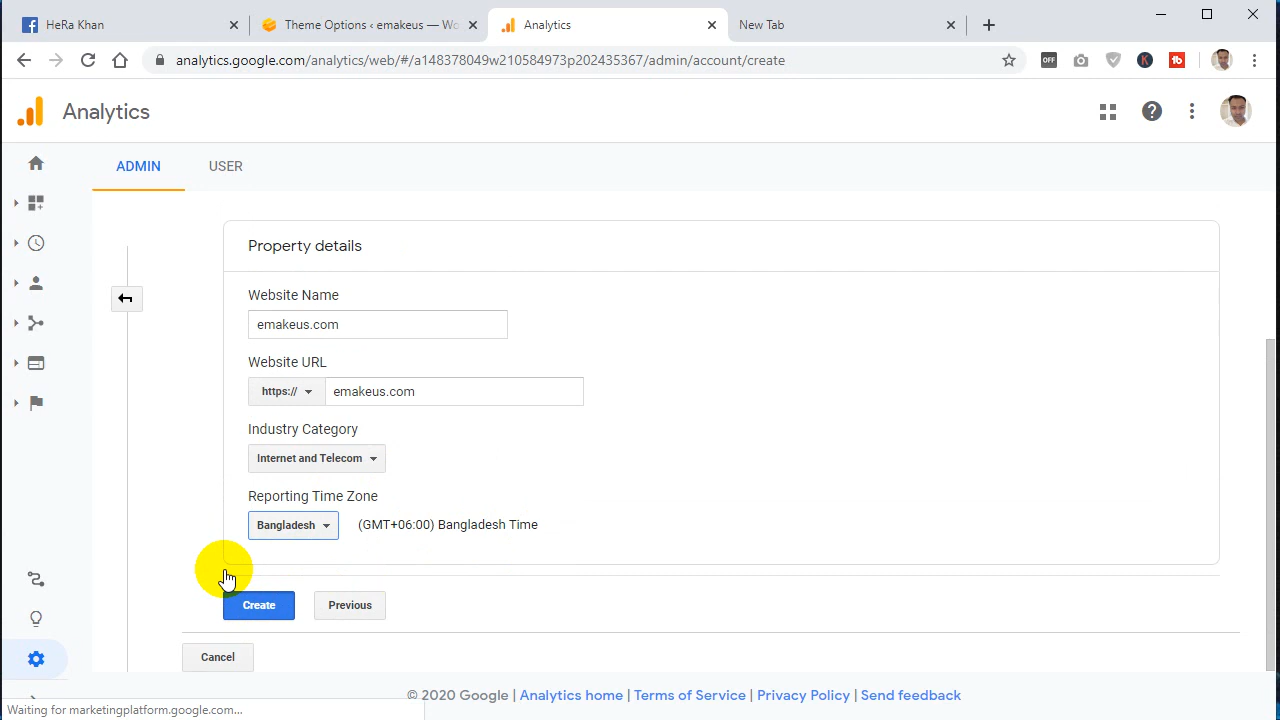 HeRa Khan
Theme Options ‹ emakeus — Wo
Analytics
New Tab
analytics.google.com/analytics/web/#/a148378949w210984973p202435367/admin/account/create
OFF
K
tb
Analytics
ADMIN
USER
Property details
Website Name
emakeus.com
Website URL
https://
emakeus.com
Industry Category
Internet and Telecom
Reporting Time Zone
Bangladesh
(GMT+06:00) Bangladesh Time
Create
Previous
Cancel
© 2020 Google | Analytics home | Terms of Service | Privacy Policy | Send feedback
Waiting for marketingplatform.google.com...